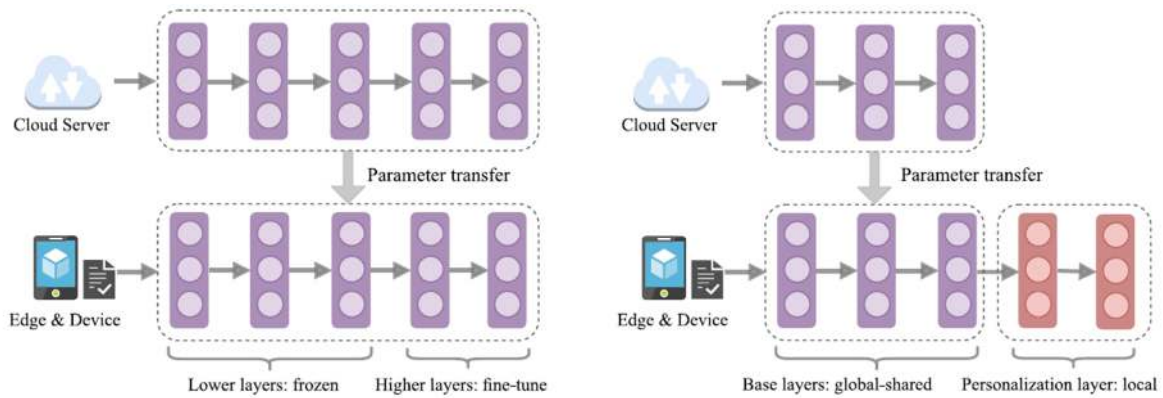 Cloud Server
Parameter transfer
Edge & Device
Lower layers: frozen
Higher layers: fine-tune
Cloud Server
Parameter transfer
Edge & Device
Base layers: global-shared
Personalization layer: local